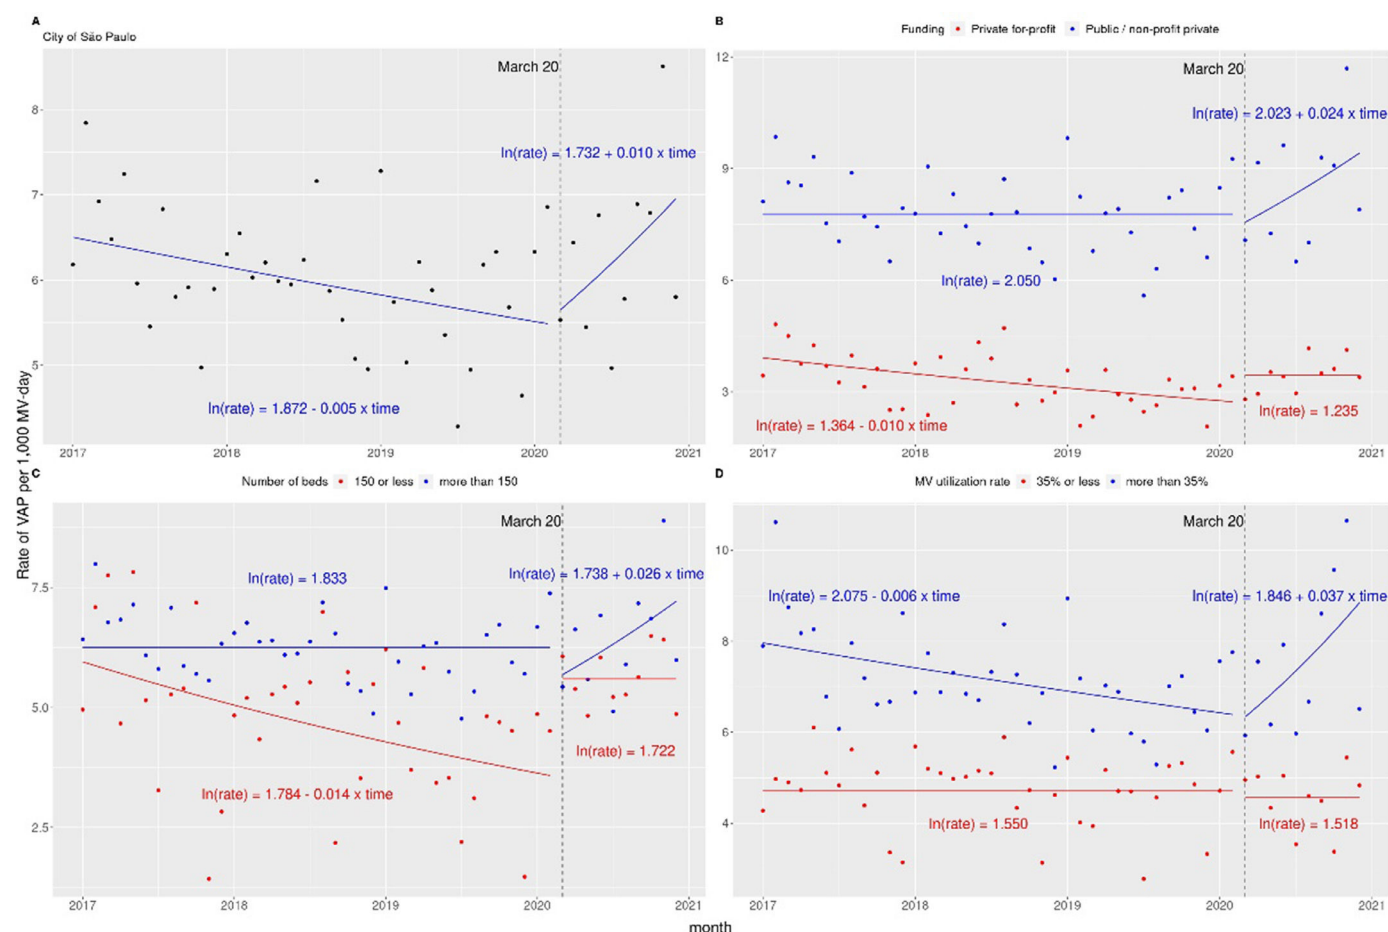 A
City of São Paulo
March 20
ln(rate) = 1.732 + 0.010 x time
ln(rate) = 1.872 - 0.005 x time
8
7
6
5
2017 2018 2019 2020 2021
B
Funding Private for-profit Public / non-profit private
March 20
ln(rate) = 2.023 + 0.024 x time
ln(rate) = 2.050
ln(rate) = 1.364 - 0.010 x time
ln(rate) = 1.235
12
9
6
3
2017 2018 2019 2020 2021
Rate of VAP per 1,000 MV-day
C
Number of beds 150 or less more than 150
March 20
ln(rate) = 1.833
ln(rate) = 1.738 + 0.026 x time
ln(rate) = 1.722
ln(rate) = 1.784 - 0.014 x time
7.5
5.0
2.5
2017 2018 2019 2020 2021
D
MV utilization rate 35% or less more than 35%
March 20
ln(rate) = 2.075 - 0.006 x time
ln(rate) = 1.846 + 0.037 x time
ln(rate) = 1.550
ln(rate) = 1.518
10
8
6
4
2017 2018 2019 2020 2021
month